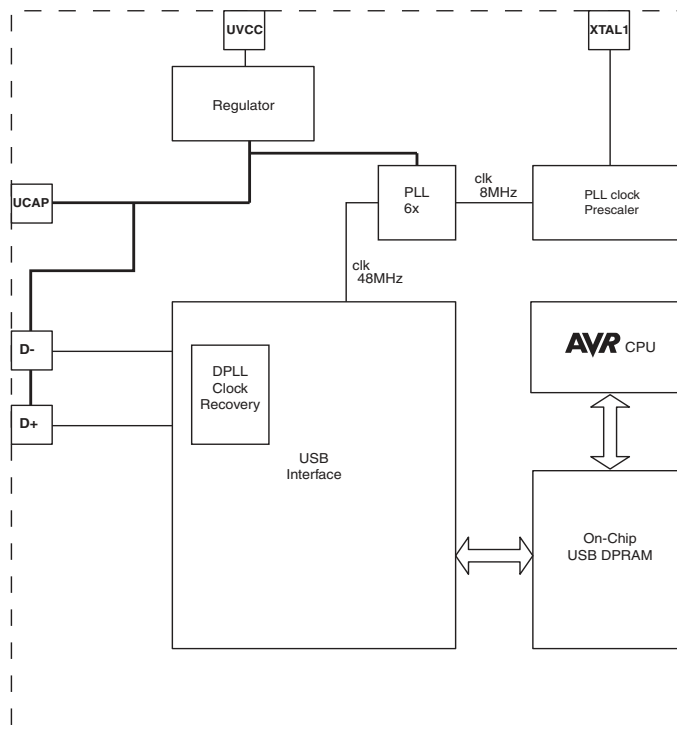 UVCC
XTAL1
Regulator
UCAP
PLL
6x
clk
8MHz
PLL clock
Prescaler
clk
48MHz
D-
D+
DPLL
Clock
Recovery
USB
Interface
AVR CPU
On-Chip
USB DPRAM